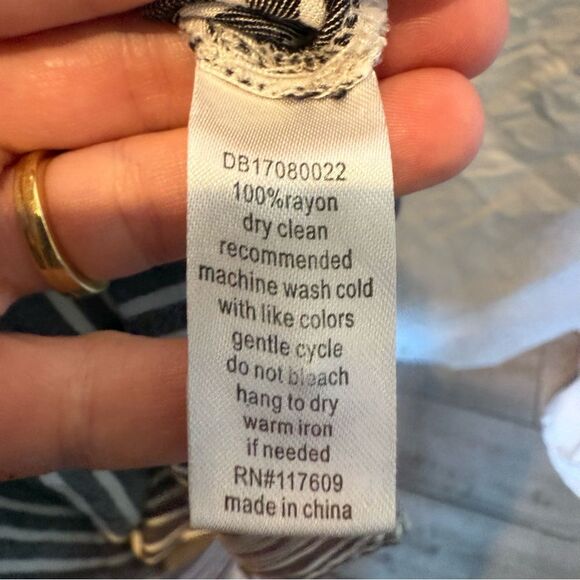 DB17080022
100%rayon
dry clean
recommended
machine wash cold
with like colors
gentle cycle
do not bleach
hang to dry
warm iron
if needed
RN#117609
made in china